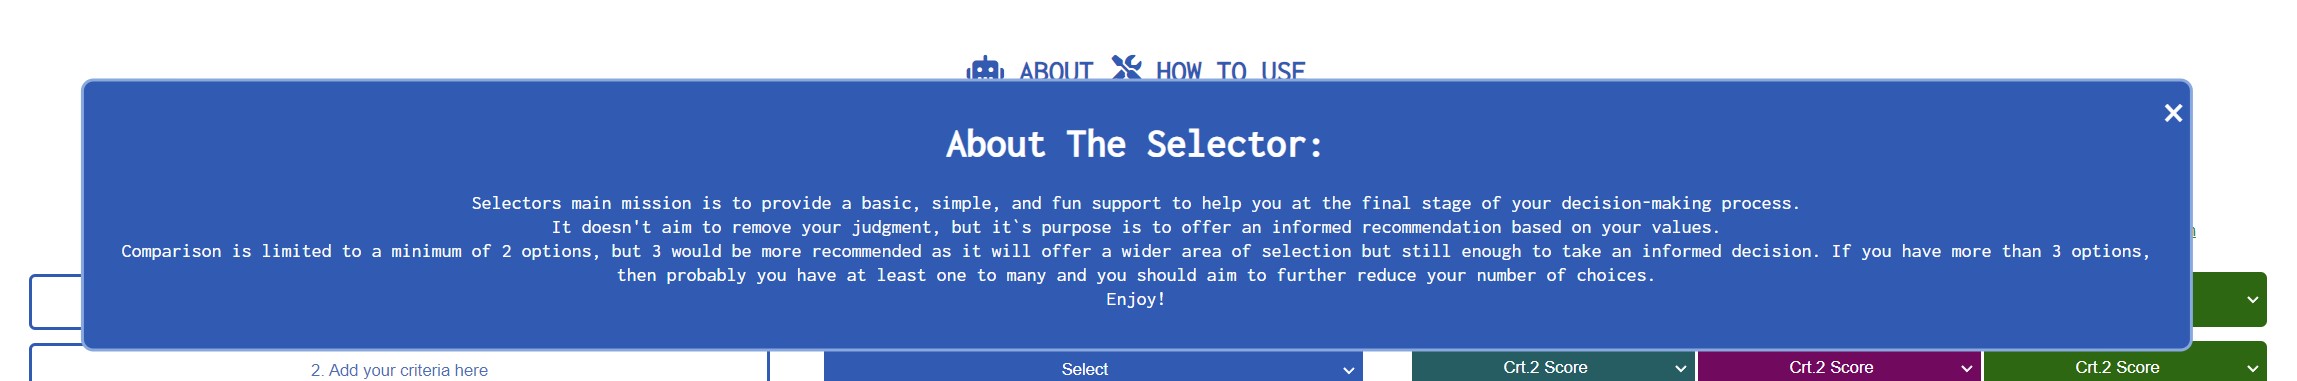 ABOUT HOW TO USE
About The Selector:
Selectors main mission is to provide a basic, simple, and fun support to help you at the final stage of your decision-making process.
It doesn't aim to remove your judgment, but it`s purpose is to offer an informed recommendation based on your values.
Comparison is limited to a minimum of 2 options, but 3 would be more recommended as it will offer a wider area of selection but still enough to take an informed decision. If you have more than 3 options,
then probably you have at least one to many and you should aim to further reduce your number of choices.
Enjoy!
2. Add your criteria here
Select
Crt.2 Score
Crt.2 Score
Crt.2 Score